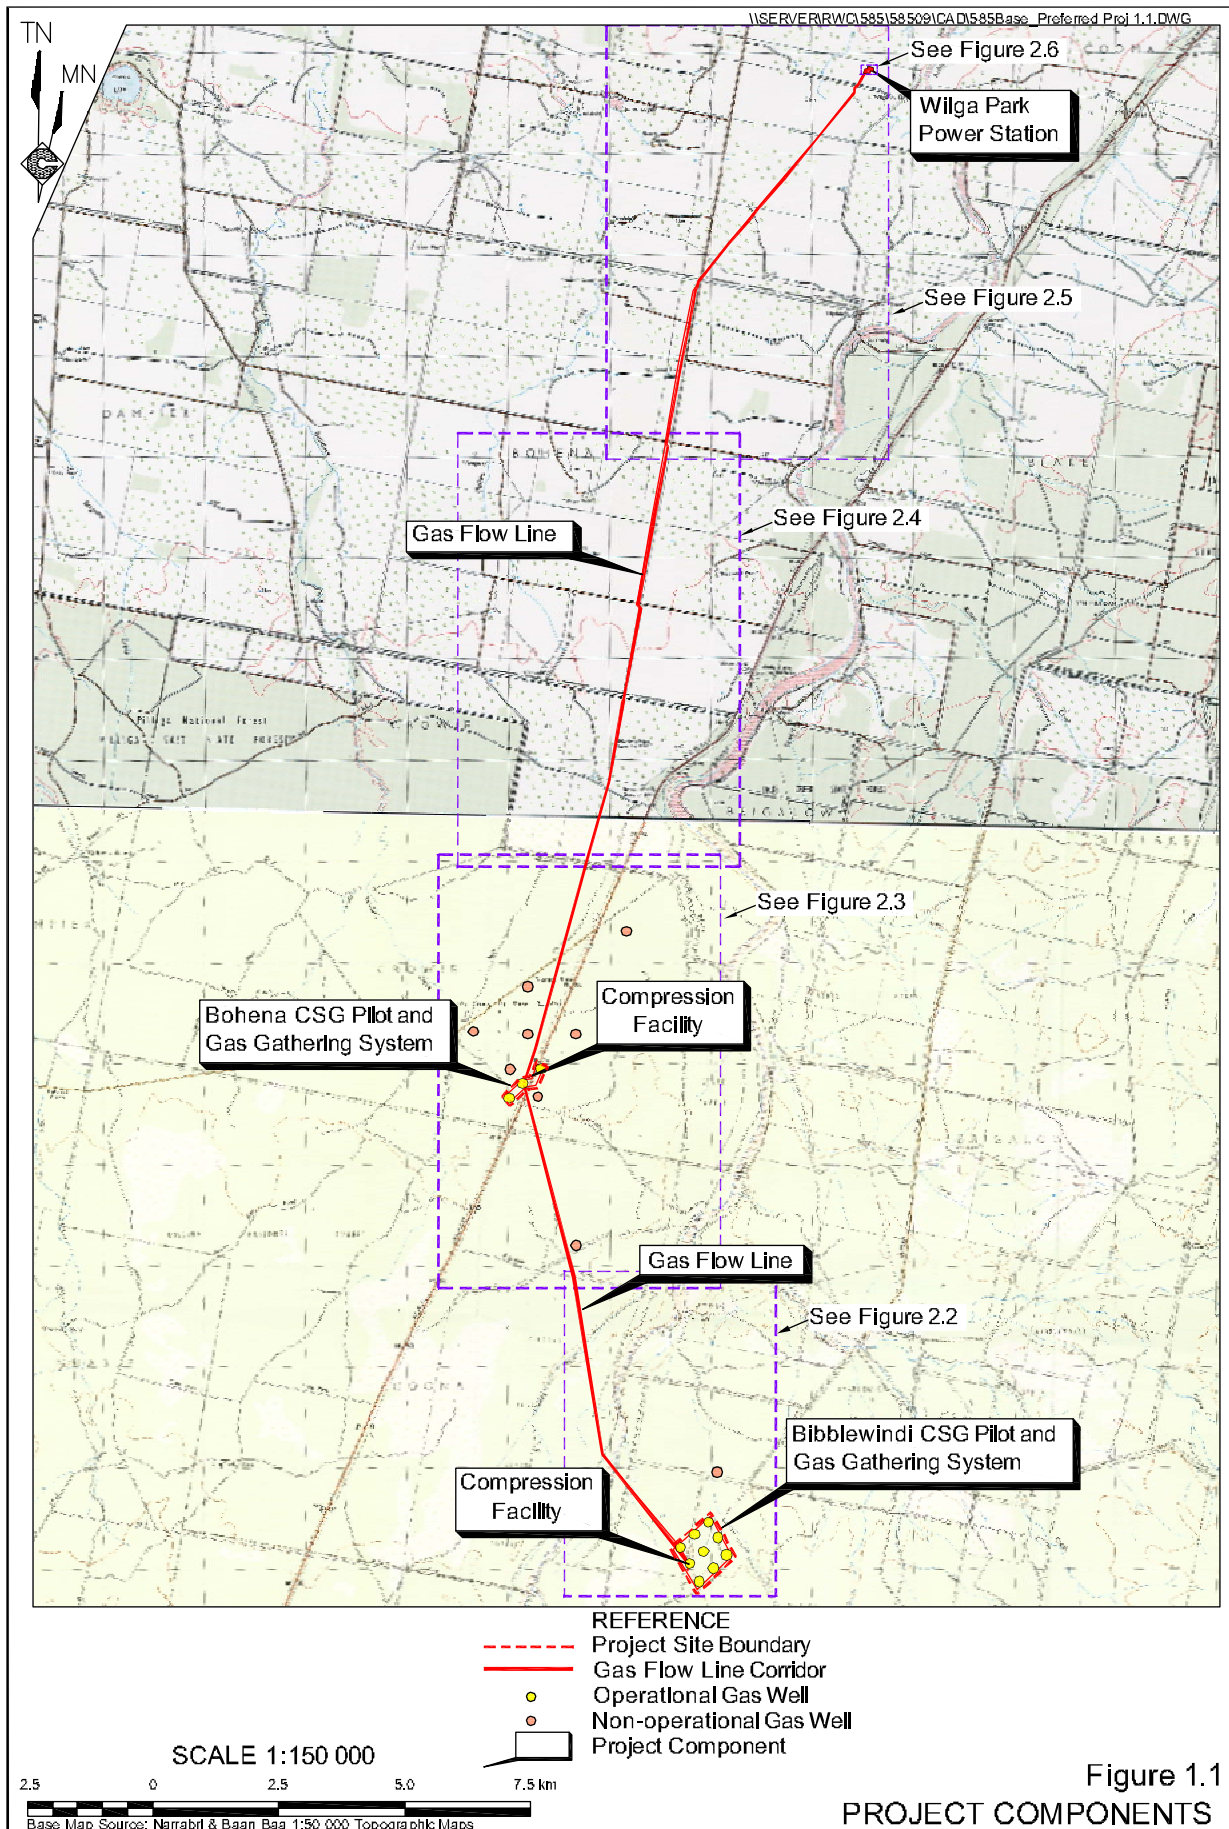 \\SERVER\RWC\585\58509\CAD\585Base_Preferred Proj 1.1.DWG
TN
MN
See Figure 2.6
Wilga Park
Power Station
See Figure 2.5
BOHENA
See Figure 2.4
Gas Flow Line
Pilliga National Forest
See Figure 2.3
Compression
Facility
Bohena CSG Pilot and
Gas Gathering System
Gas Flow Line
See Figure 2.2
Bibblewindi CSG Pilot and
Gas Gathering System
Compression
Facility
REFERENCE
Project Site Boundary
Gas Flow Line Corridor
Operational Gas Well
Non-operational Gas Well
Project Component
SCALE 1:150 000
2.5 0 2.5 5.0 7.5 km
Base Map Source: Narrabri & Baan Baa 1:50 000 Topographic Maps
Figure 1.1
PROJECT COMPONENTS